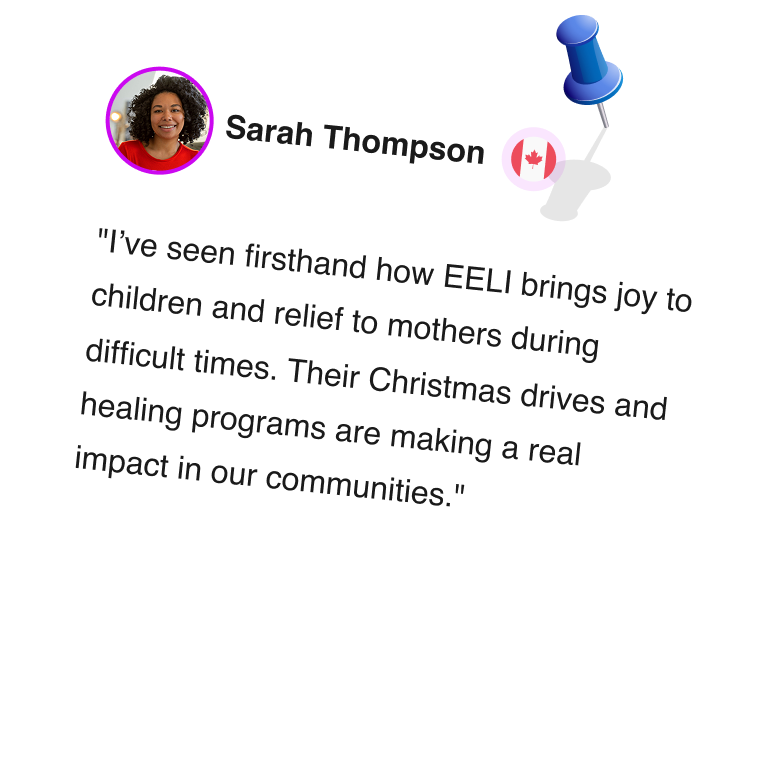 Sarah Thompson
"I’ve seen firsthand how EELI brings joy to
children and relief to mothers during
difficult times. Their Christmas drives and
healing programs are making a real
impact in our communities."